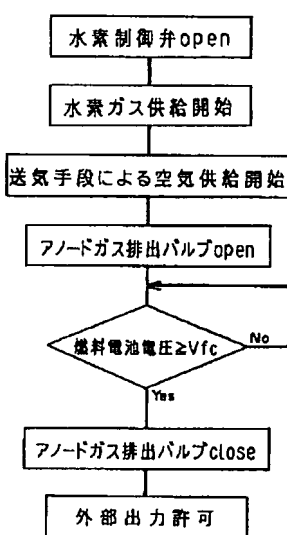 水素制御弁open
水素ガス供給開始
送気手段による空気供給開始
アノードガス排出バルブopen
燃料電池電圧≧Vfc
No
Yes
アノードガス排出バルブclose
外部出力許可